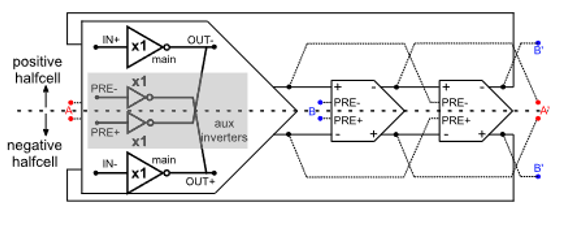 positive
halfcell
negative
halfcell
A
IN+
x1
main
OUT-
PRE-
x1
PRE+
x1
aux
inverters
IN-
x1
main
OUT+
B
+
-
PRE-
PRE+
-
+
+
-
PRE-
PRE+
-
+
B'
A'
B'